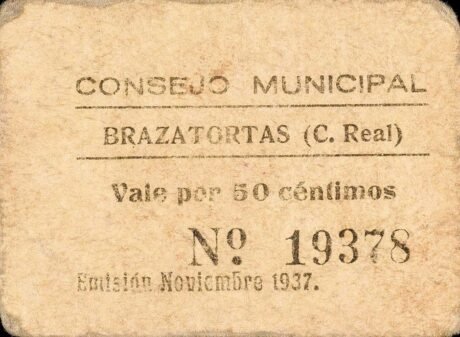 CONSEJO MUNICIPAL
BRAZATORTAS (C. Real)
Vale por 50 céntimos
Nº 19378
Emisión Noviembre 1937.